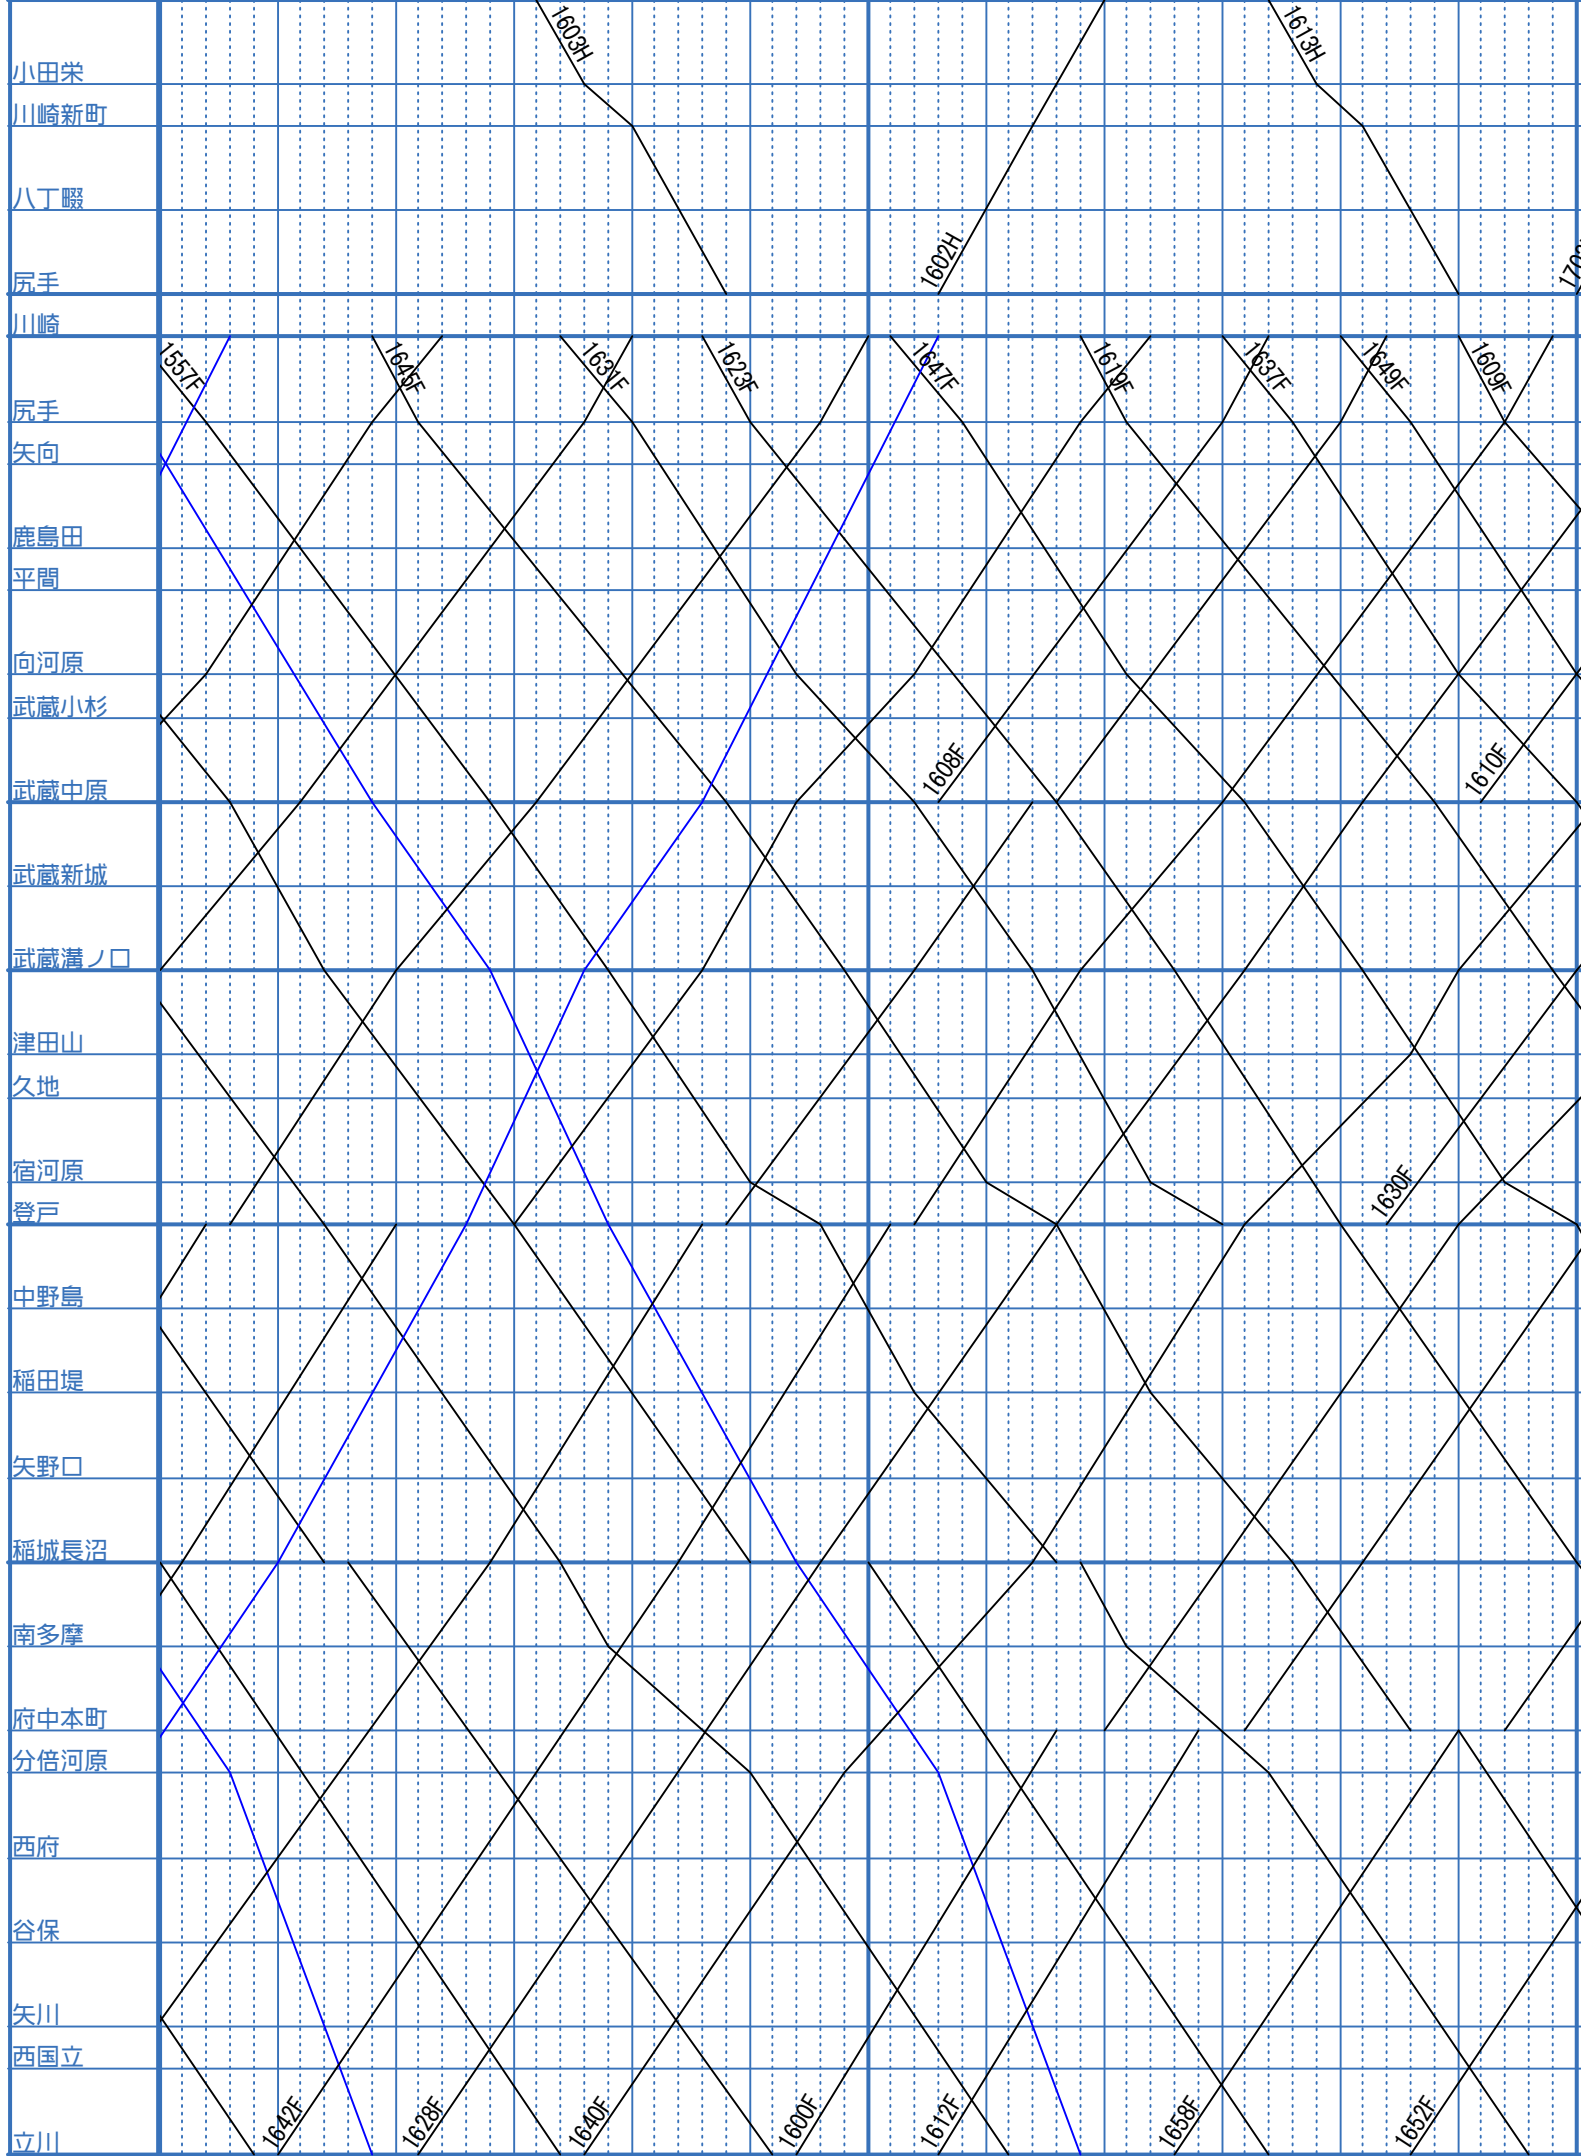 1603H
1613H
小田栄
川崎新町
八丁畷
1602H
尻手
川崎
1557F
1645F
1631F
1623F
1647F
1619F
1637F
1649F
1609F
尻手
矢向
鹿島田
平間
向河原
武蔵小杉
1608F
1610F
武蔵中原
武蔵新城
武蔵溝ノ口
津田山
久地
宿河原
1630F
登戸
中野島
稲田堤
矢野口
稲城長沼
南多摩
府中本町
分倍河原
西府
谷保
矢川
西国立
1642F
1628F
1640F
1600F
1612F
1658F
1652F
立川